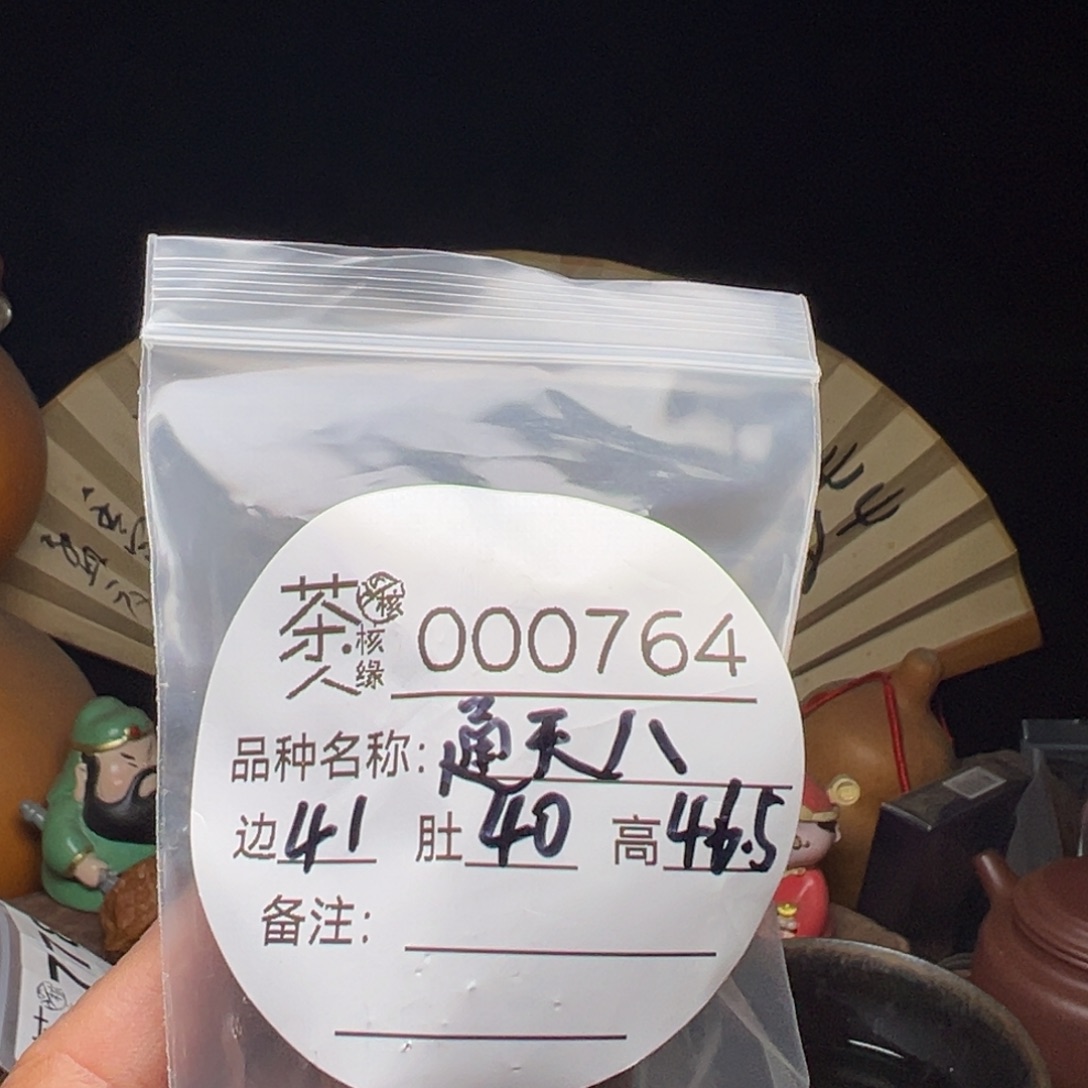 茶人·核缘 000764
品种名称：通天八
边41 肚40 高46.5
备注：